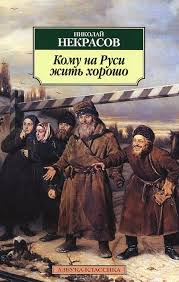 НИКОЛАЙ
НЕКРАСОВ
Кому на Руси
жить хорошо
АЗБУКА-КЛАССИКА